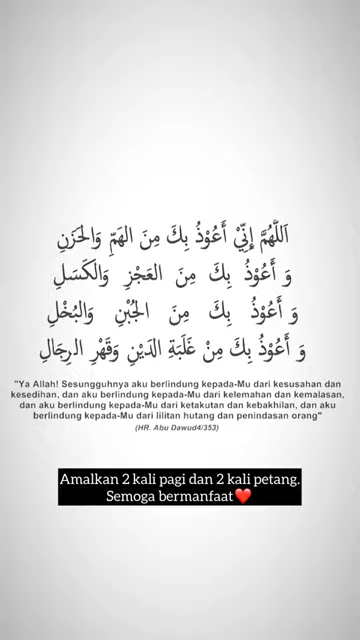 اَللّٰهُمَّ إِنِّيْ أَعُوْذُ بِكَ مِنَ الهَمِّ وَالْحَزَنِ
وَ أَعُوْذُ بِكَ مِنَ العَجْزِ وَالكَسَلِ
وَ أَعُوْذُ بِكَ مِنَ الجُبْنِ وَالبُخْلِ
وَ أَعُوْذُ بِكَ مِنْ غَلَبَةِ الدَيْنِ وَقَهْرِ الرِجَالِ
"Ya Allah! Sesungguhnya aku berlindung kepada-Mu dari kesusahan dan
kesedihan, dan aku berlindung kepada-Mu dari kelemahan dan kemalasan,
dan aku berlindung kepada-Mu dari ketakutan dan kebakhilan, dan aku
berlindung kepada-Mu dari lilitan hutang dan penindasan orang"
(HR. Abu Dawud4/353)
Amalkan 2 kali pagi dan 2 kali petang.
Semoga bermanfaat❤️